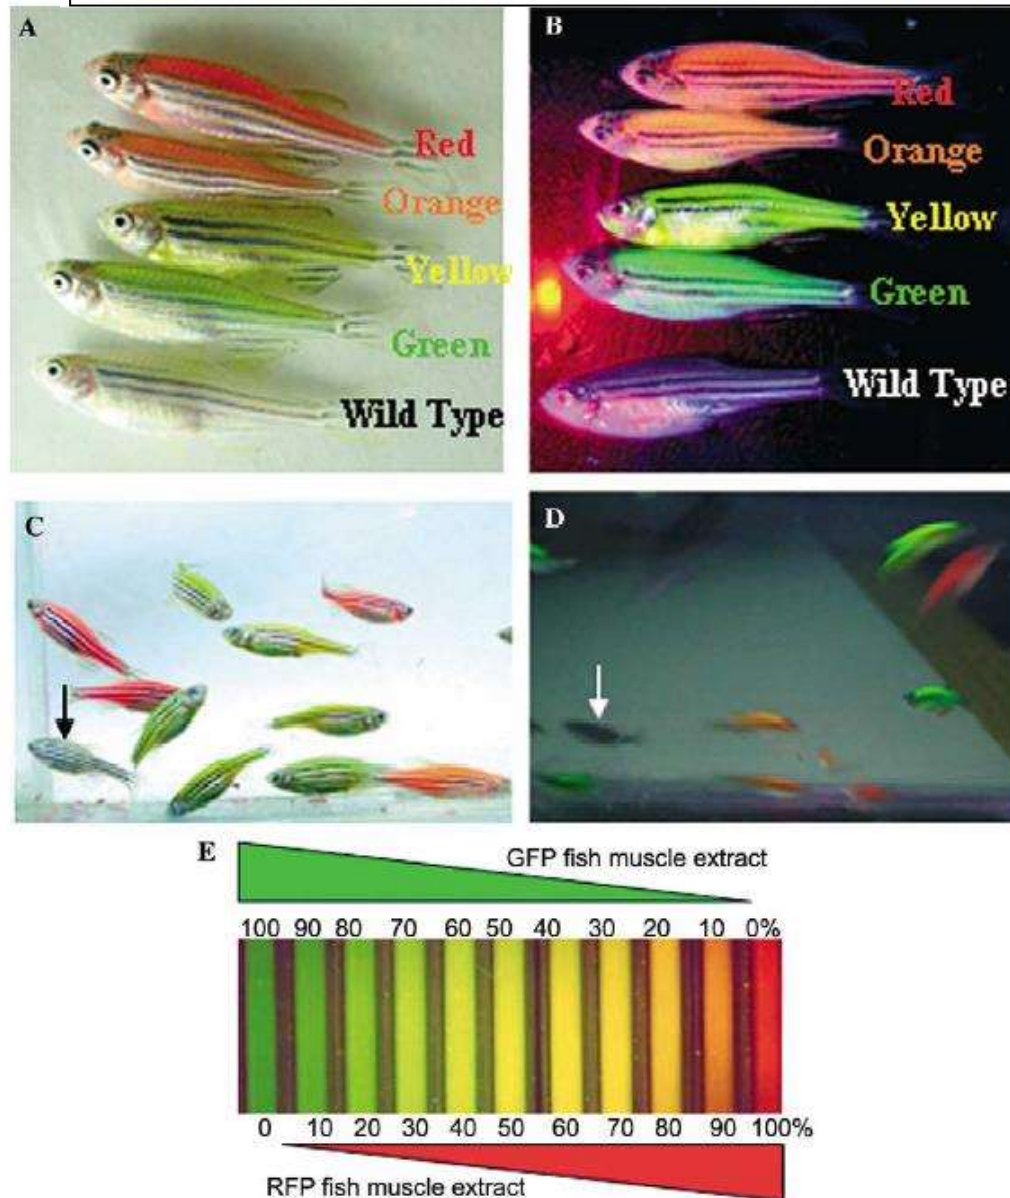 A
Red
Orange
Yellow
Green
Wild Type
B
Red
Orange
Yellow
Green
Wild Type
C
D
E
GFP fish muscle extract
100 90 80 70 60 50 40 30 20 10 0%
0 10 20 30 40 50 60 70 80 90 100%
RFP fish muscle extract